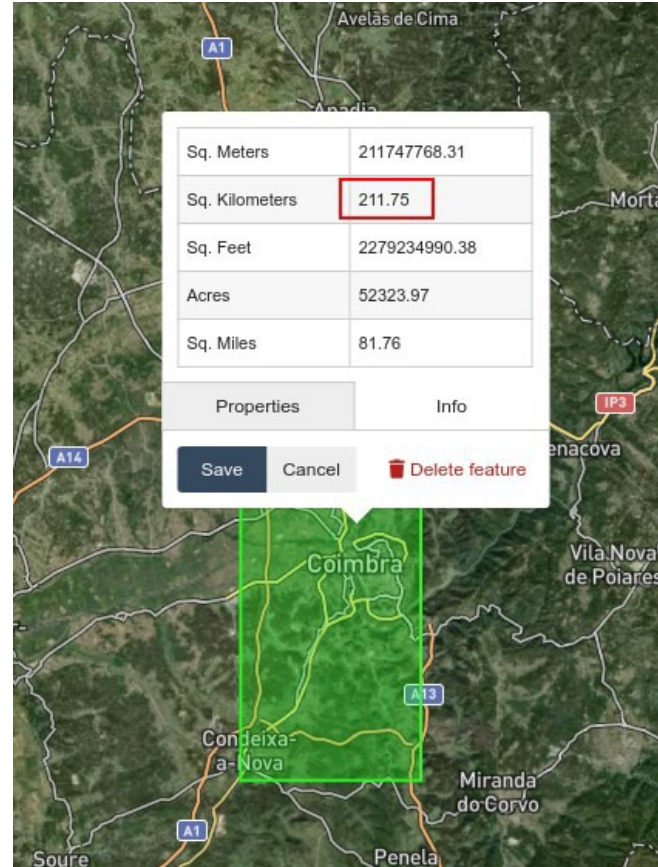 Avelãs de Cima
A1
Anadia
Sq. Meters 211747768.31
Sq. Kilometers 211.75
Morta
Sq. Feet 2279234990.38
Acres 52323.97
Sq. Miles 81.76
Properties Info
IP3
enacova
A14
Save Cancel Delete feature
Coimbra
Vila Nova
de Poiares
A13
Condeixa-
a-Nova
Miranda
do Corvo
A1
Soure
Penela